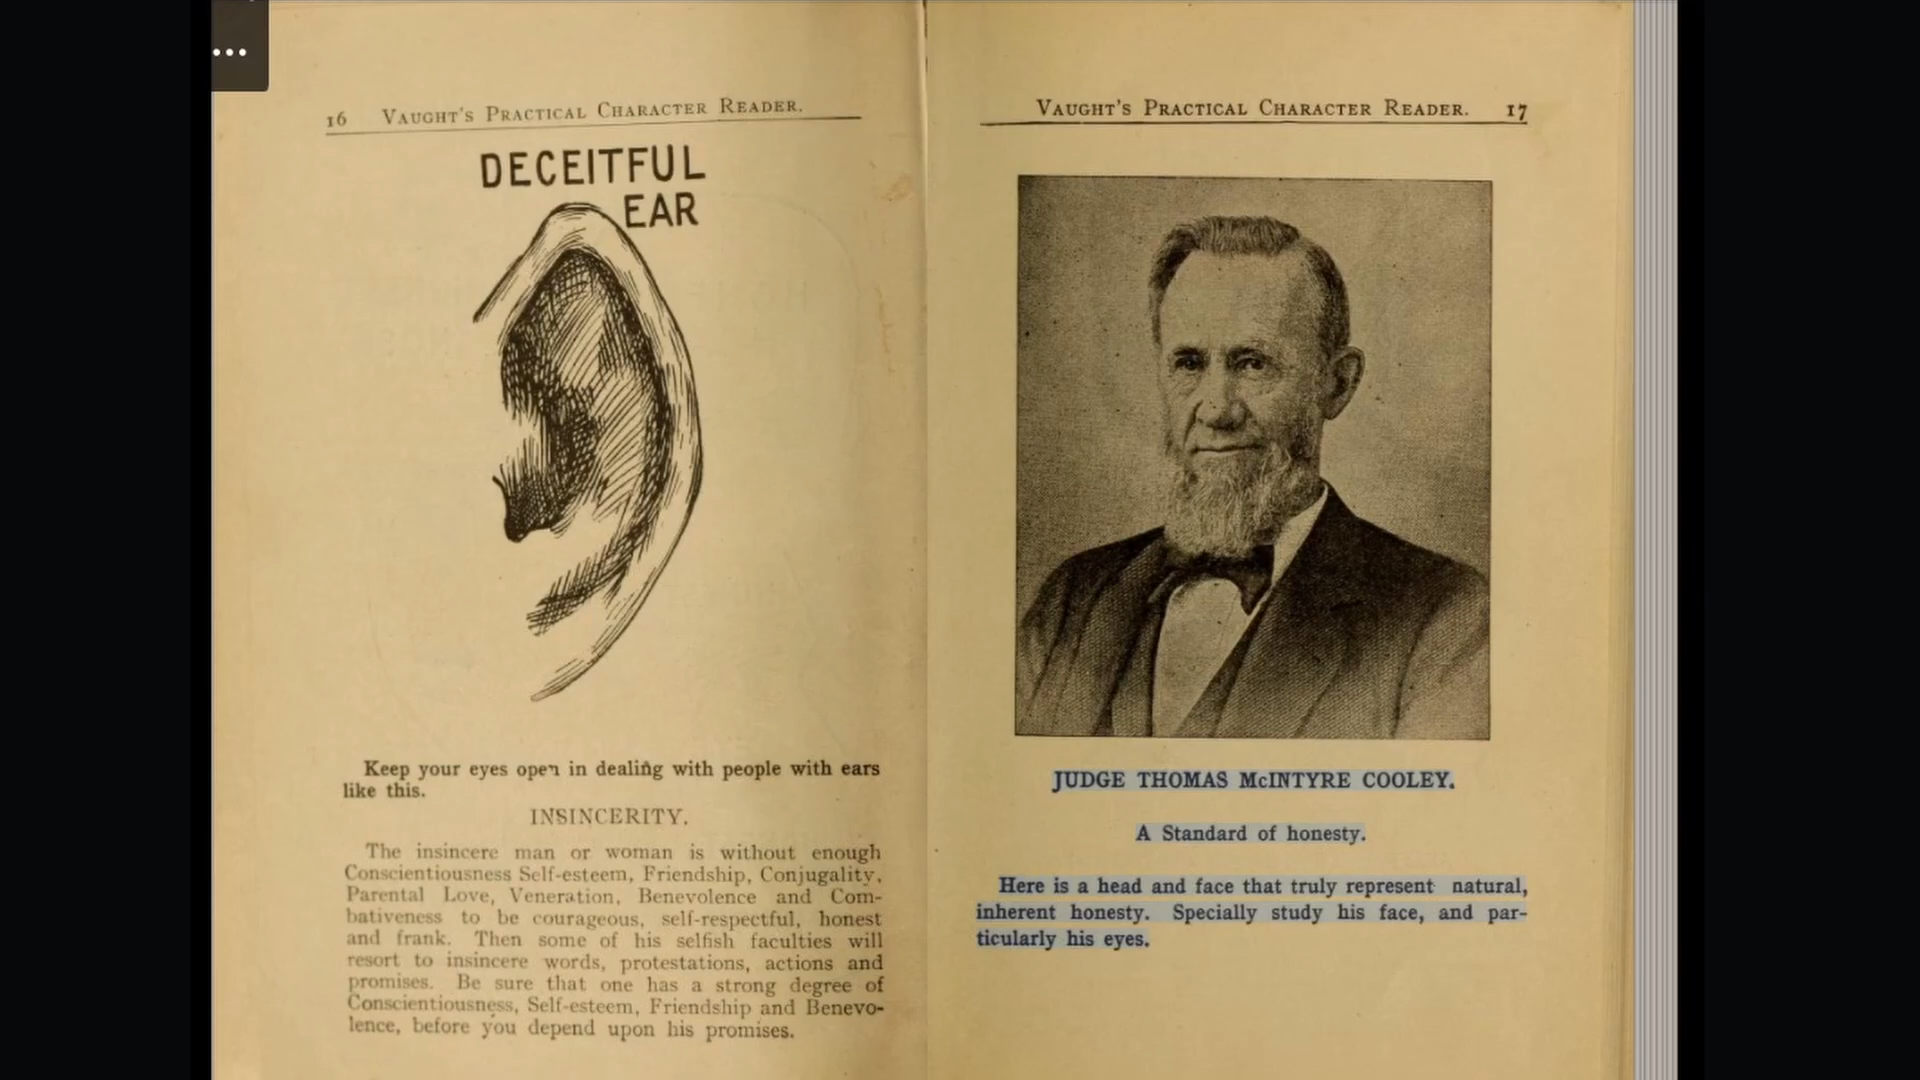 16 VAUGHT'S PRACTICAL CHARACTER READER.
DECEITFUL
EAR
Keep your eyes open in dealing with people with ears
like this.
INSINCERITY.
The insincere man or woman is without enough
Conscientiousness Self-esteem, Friendship, Conjugality,
Parental Love, Veneration, Benevolence and Com-
bativeness to be courageous, self-respectful, honest
and frank. Then some of his selfish faculties will
resort to insincere words, protestations, actions and
promises. Be sure that one has a strong degree of
Conscientiousness, Self-esteem, Friendship and Benevo-
lence, before you depend upon his promises.
VAUGHT'S PRACTICAL CHARACTER READER. 17
JUDGE THOMAS McINTYRE COOLEY.
A Standard of honesty.
Here is a head and face that truly represent natural,
inherent honesty. Specially study his face, and par-
ticularly his eyes.